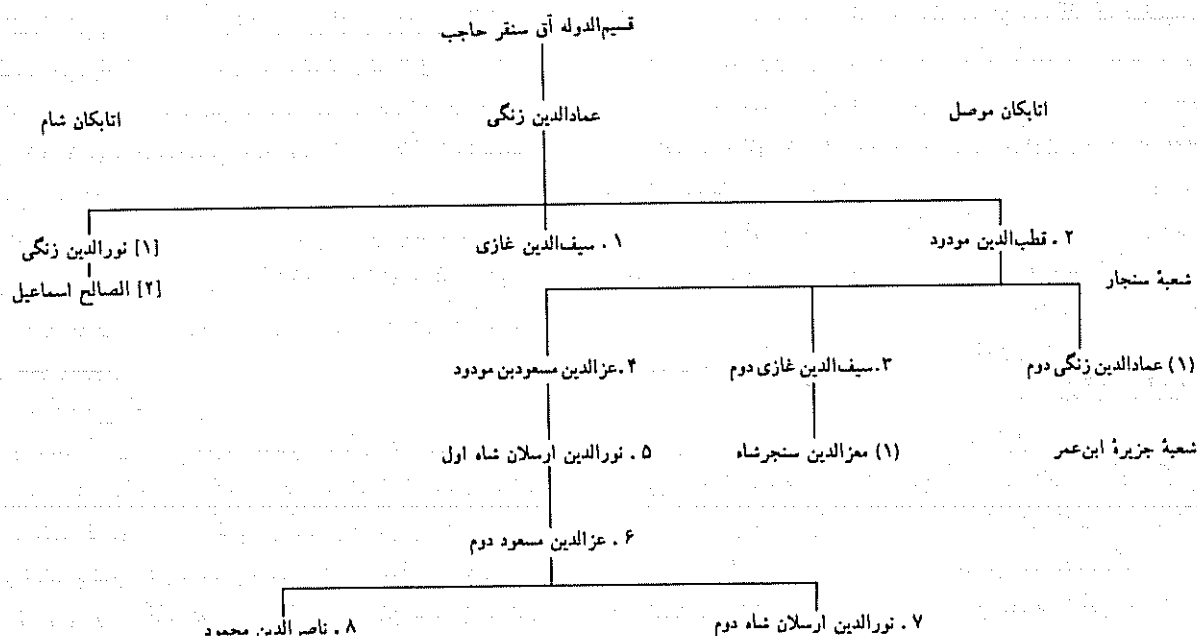 قسیم‌الدوله آق سنقر حاجب
اتابکان موصل
عمادالدین زنگی
اتابکان شام
۲ . قطب‌الدین مودود
۱ . سیف‌الدین غازی
[۱] نورالدین زنگی
شعبهٔ سنجار
[۲] الصالح اسماعیل
(۱) عمادالدین زنگی دوم
۳.سیف‌الدین غازی دوم
۴.عزالدین مسعودبن مودود
شعبهٔ جزیرهٔ ابن‌عمر
(۱) معزالدین سنجرشاه
۵ . نورالدین ارسلان شاه اول
۶ . عزالدین مسعود دوم
۷ . نورالدین ارسلان شاه دوم
۸ . ناصرالدین محمود